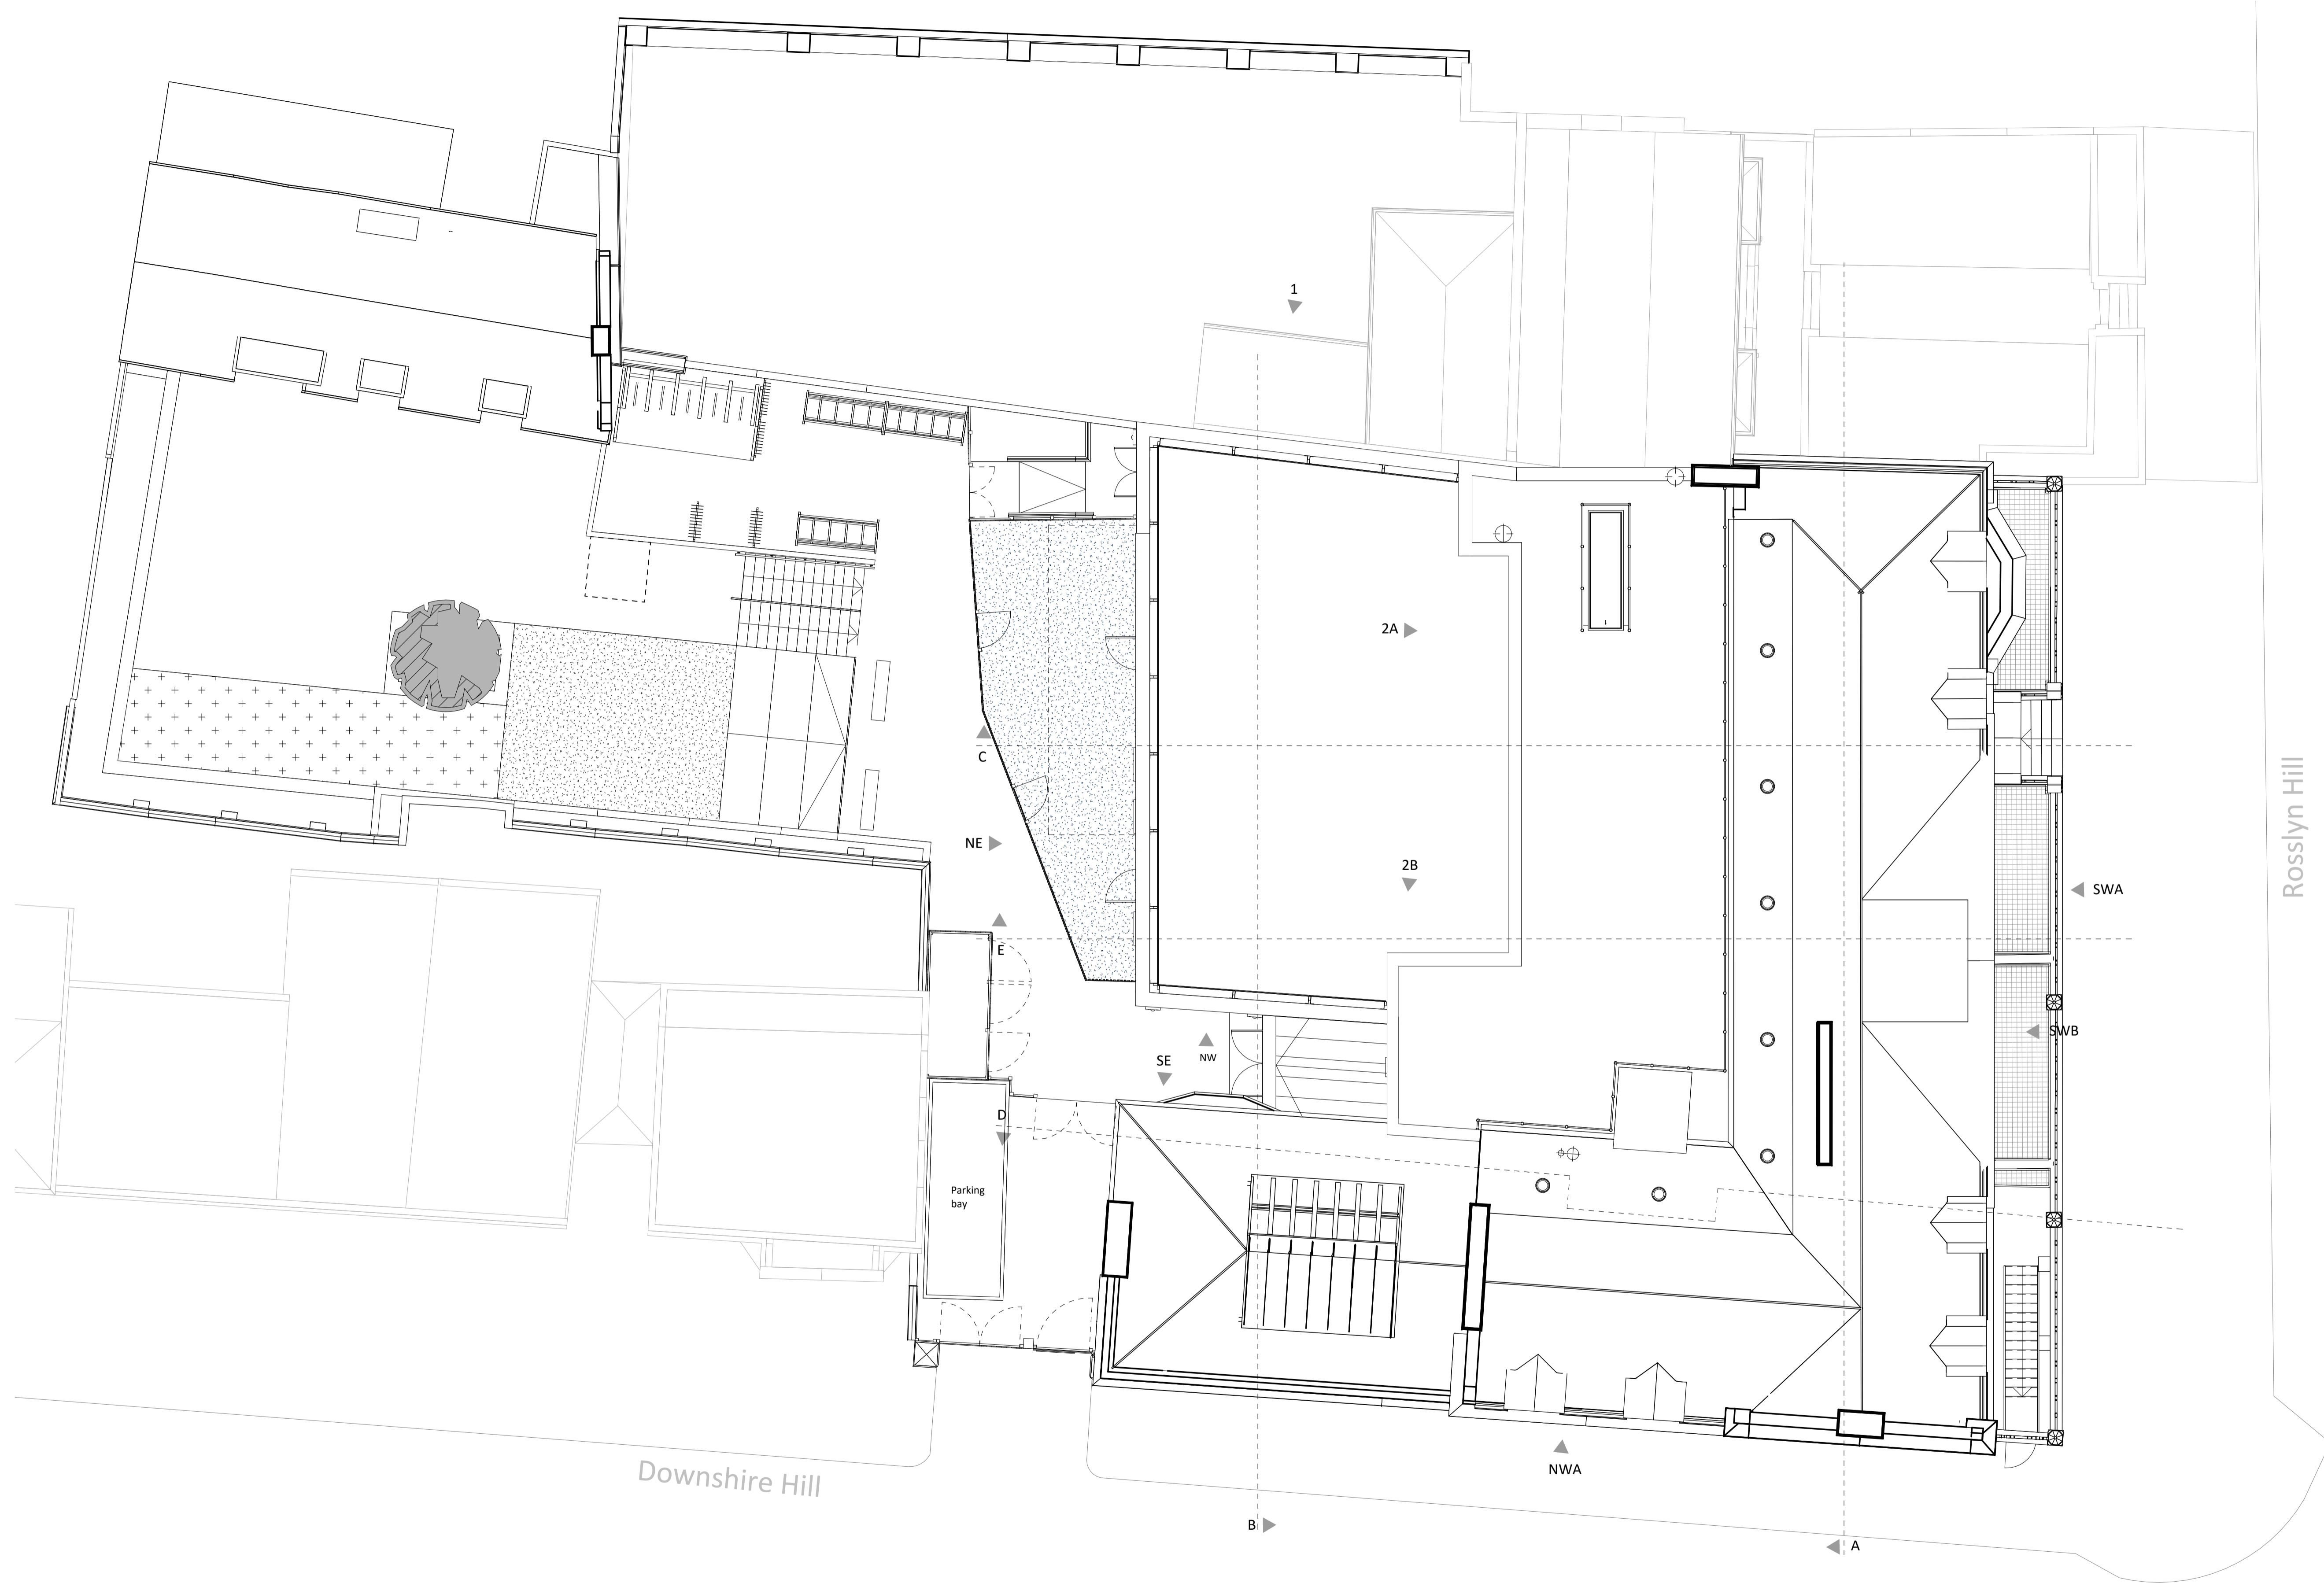 1
2A
C
Rosslyn Hill
NE
2B
SWA
E
SWB
NW
SE
D
Parking
bay
NWA
Downshire Hill
B
A